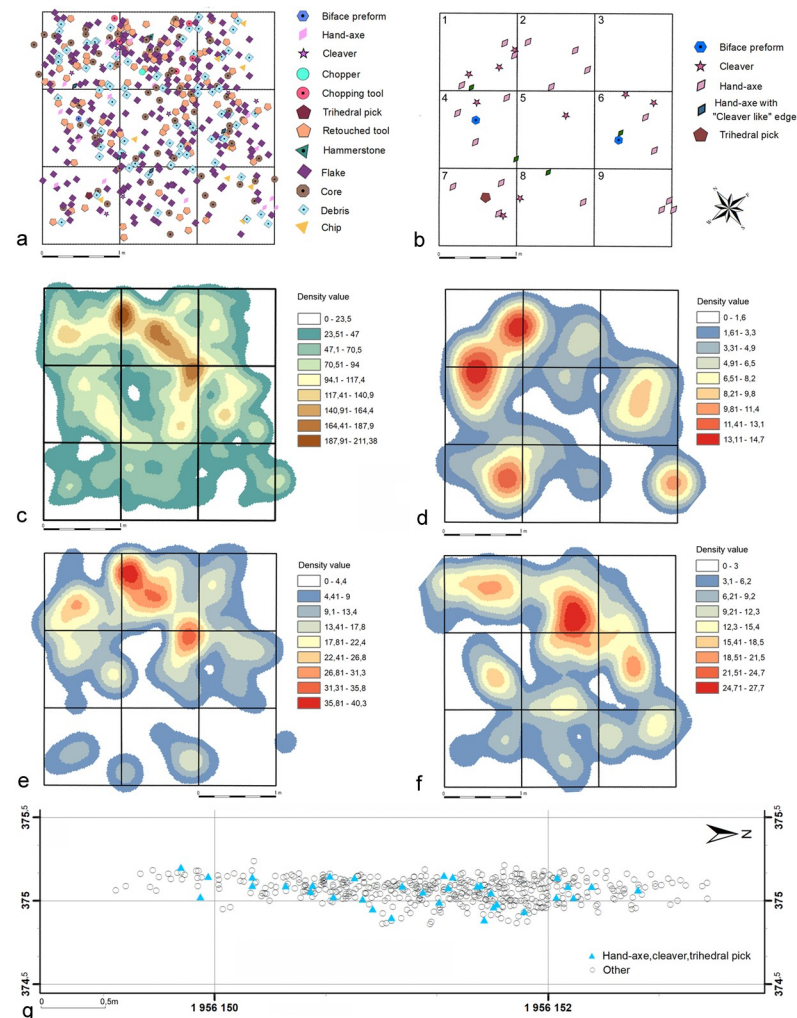 Biface preform
Hand-axe
Cleaver
Chopper
Chopping tool
Trihedral pick
Retouched tool
Hammerstone
Flake
Core
Debris
Chip
0
1 m
a
1
2
3
4
5
6
7
8
9
Biface preform
Cleaver
Hand-axe
Hand-axe with
"Cleaver like" edge
Trihedral pick
N
E
S
W
0
1 m
b
Density value
0 - 23,5
23,51 - 47
47,1 - 70,5
70,51 - 94
94,1 - 117,4
117,41 - 140,9
140,91 - 164,4
164,41 - 187,9
187,91 - 211,38
0
1 m
c
Density value
0 - 1,6
1,61 - 3,3
3,31 - 4,9
4,91 - 6,5
6,51 - 8,2
8,21 - 9,8
9,81 - 11,4
11,41 - 13,1
13,11 - 14,7
0
1 m
d
Density value
0 - 4,4
4,41 - 9
9,1 - 13,4
13,41 - 17,8
17,81 - 22,4
22,41 - 26,8
26,81 - 31,3
31,31 - 35,8
35,81 - 40,3
0
1 m
e
Density value
0 - 3
3,1 - 6,2
6,21 - 9,2
9,21 - 12,3
12,3 - 15,4
15,41 - 18,5
18,51 - 21,5
21,51 - 24,7
24,71 - 27,7
0
1 m
f
375,5
375
374,5
375,5
375
374,5
N
Hand-axe,cleaver,trihedral pick
Other
0
0,5m
1 956 150
1 956 152
g